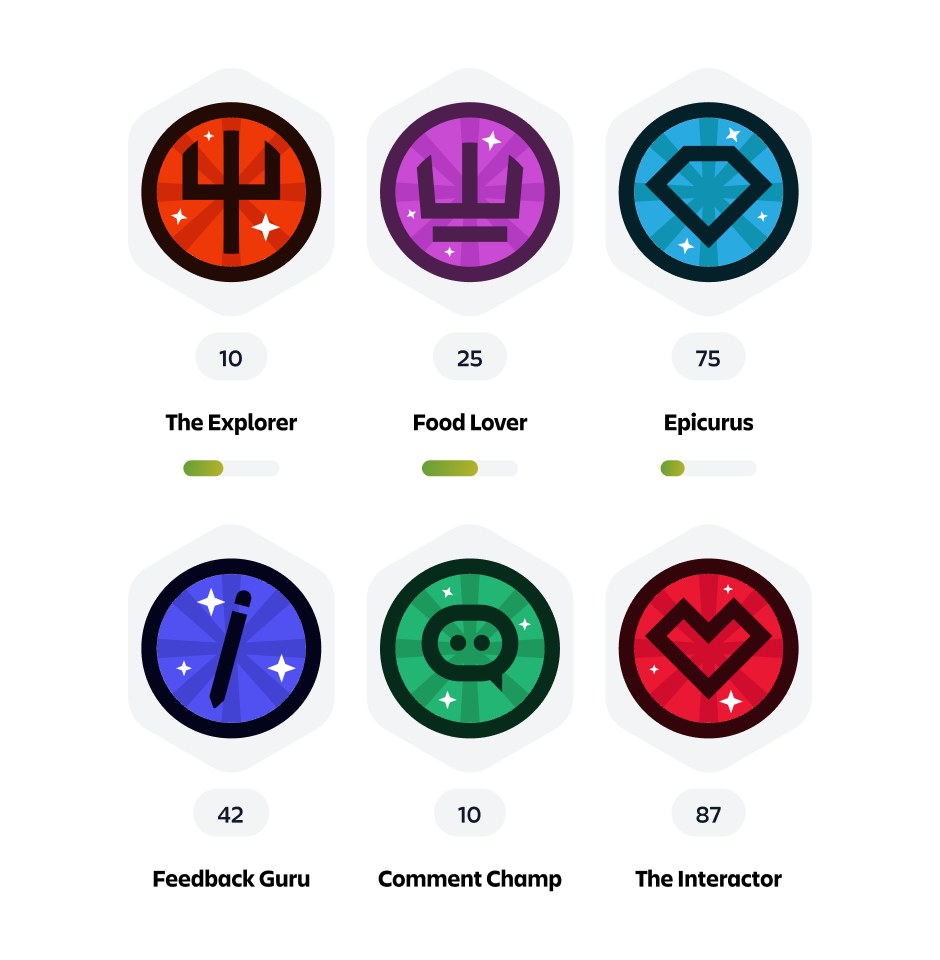 10
25
75
The Explorer
Food Lover
Epicurus
42
10
87
Feedback Guru
Comment Champ
The Interactor